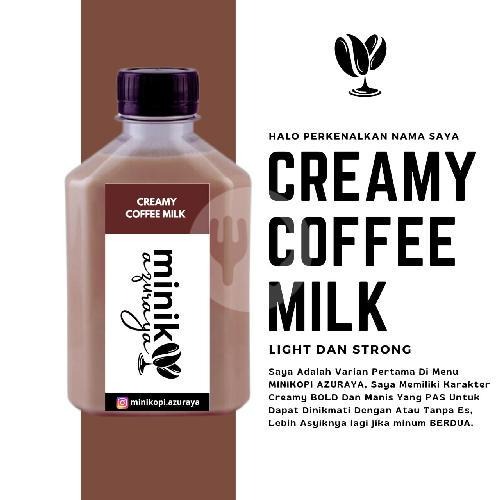 HALO PERKENALKAN NAMA SAYA
CREAMY
COFFEE
MILK
LIGHT DAN STRONG
Saya Adalah Varian Pertama Di Menu
MINIKOPI AZURAYA, Saya Memiliki Karakter
Creamy BOLD Dan Manis Yang PAS Untuk
Dapat Dinikmati Dengan Atau Tanpa Es,
Lebih Asyiknya lagi jika minum BERDUA.
CREAMY
COFFEE MILK
minik
azuraya
minikopi.azuraya